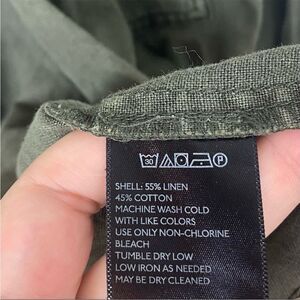 30 P
SHELL: 55% LINEN
45% COTTON
MACHINE WASH COLD
WITH LIKE COLORS
USE ONLY NON-CHLORINE
BLEACH
TUMBLE DRY LOW
LOW IRON AS NEEDED
MAY BE DRY CLEANED